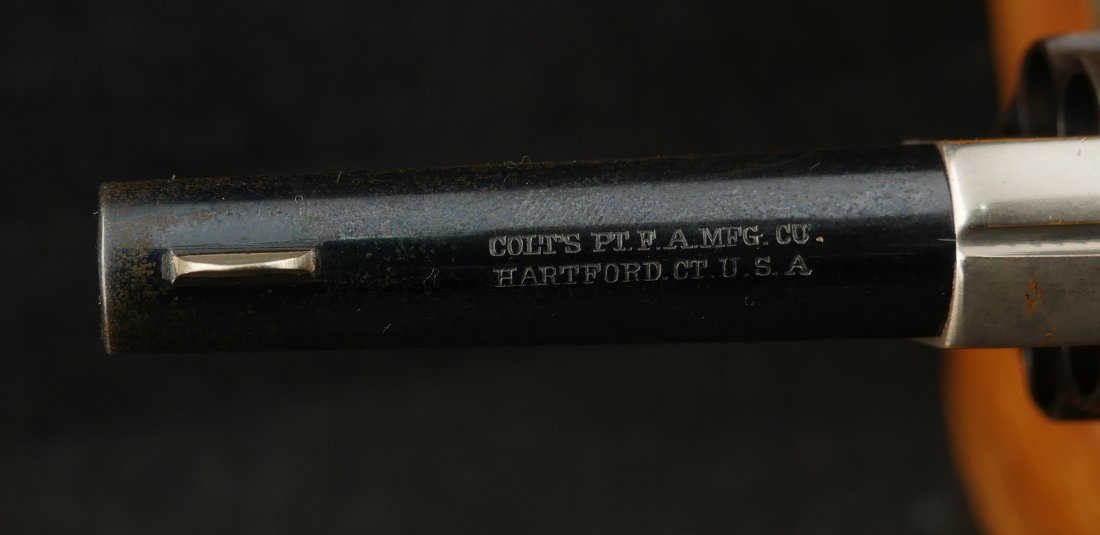 COLT'S PT. F. A. MFG. CO
HARTFORD. CT. U. S. A